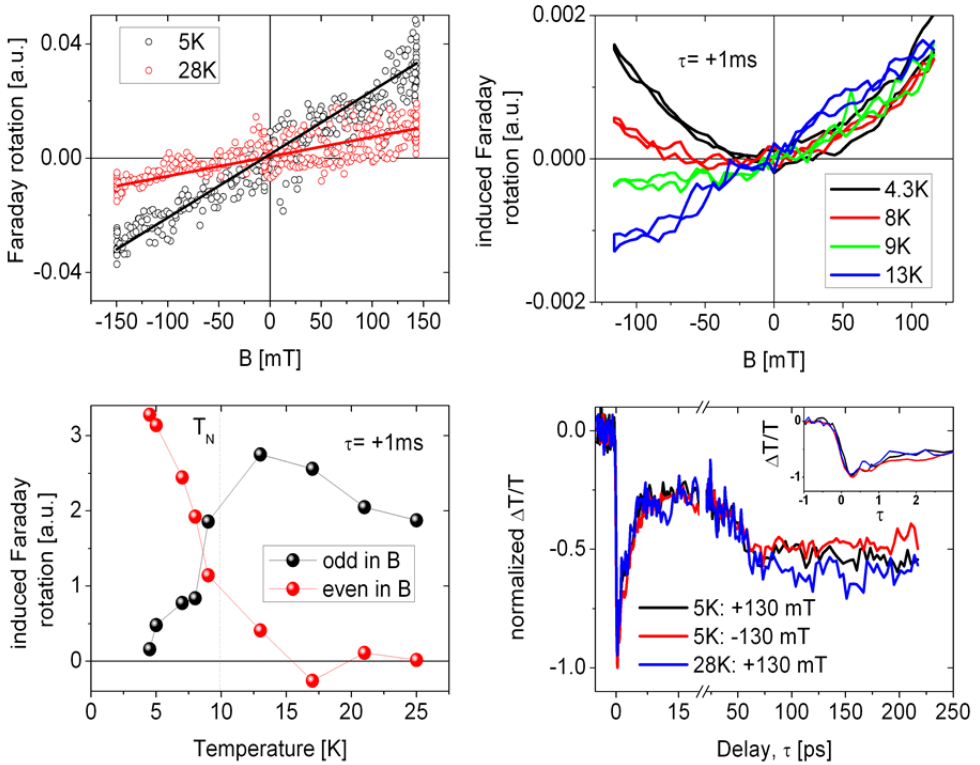 Faraday rotation [a.u.]
0.04
0.00
-0.04
5K
28K
-150 -100 -50 0 50 100 150
B [mT]
induced Faraday
rotation [a.u.]
0.002
0.000
-0.002
τ= +1ms
4.3K
8K
9K
13K
-100 -50 0 50 100
B [mT]
induced Faraday
rotation [a.u.]
3
2
1
0
T_N
τ= +1ms
odd in B
even in B
0 5 10 15 20 25
Temperature [K]
normalized ΔT/T
0.0
-0.5
-1.0
ΔT/T
0
-1
-1 0 1 2
τ
5K: +130 mT
5K: -130 mT
28K: +130 mT
0 15 50 100 150 200 250
Delay, τ [ps]